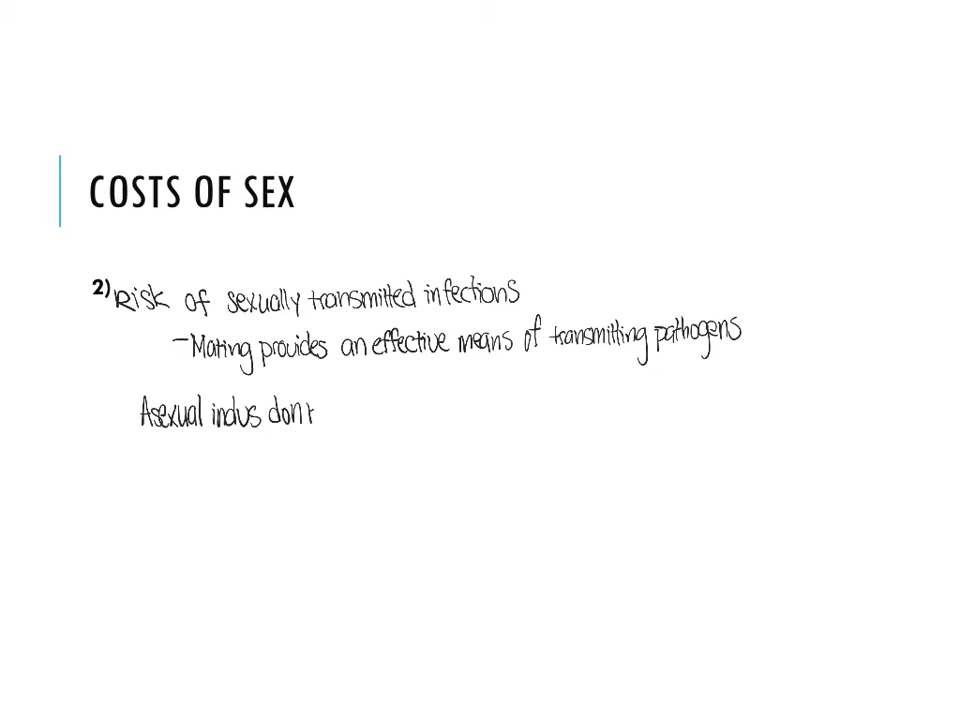 COSTS OF SEX
2) Risk of sexually transmitted infections
- Mating provides an effective means of transmitting pathogens
Asexual indvs don't